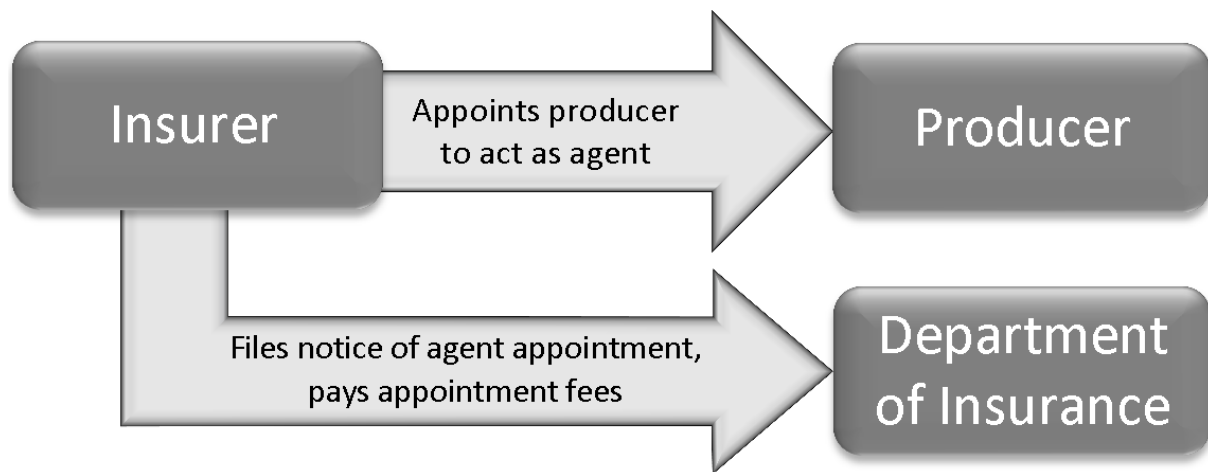 Insurer
Appoints producer
to act as agent
Producer
Files notice of agent appointment,
pays appointment fees
Department
of Insurance